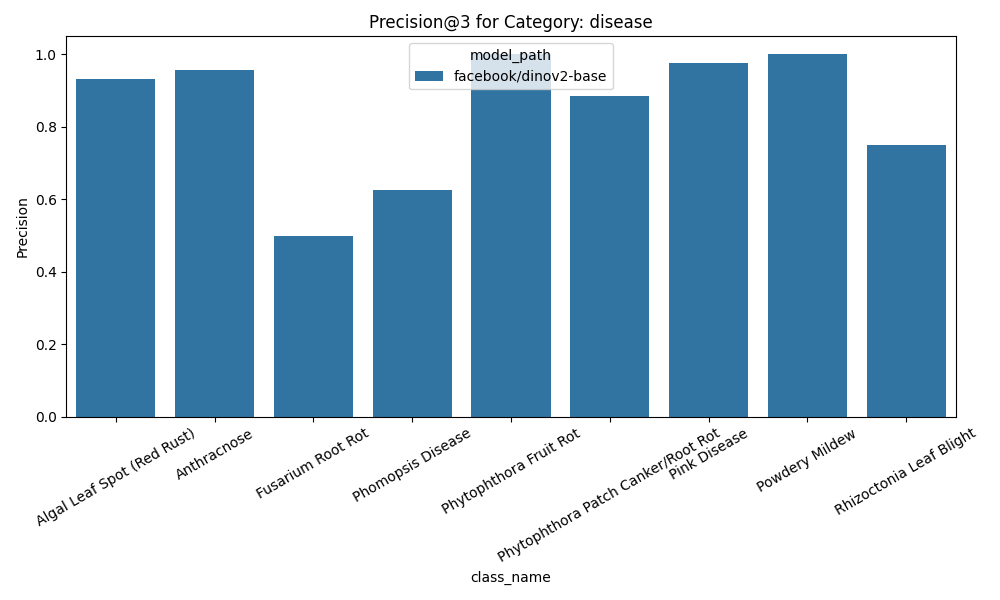 Precision@3 for Category: disease
model_path
facebook/dinov2-base
Precision
1.0
0.8
0.6
0.4
0.2
0.0
Algal Leaf Spot (Red Rust)
Anthracnose
Fusarium Root Rot
Phomopsis Disease
Phytophthora Fruit Rot
Phytophthora Patch Canker/Root Rot
Pink Disease
Powdery Mildew
Rhizoctonia Leaf Blight
class_name